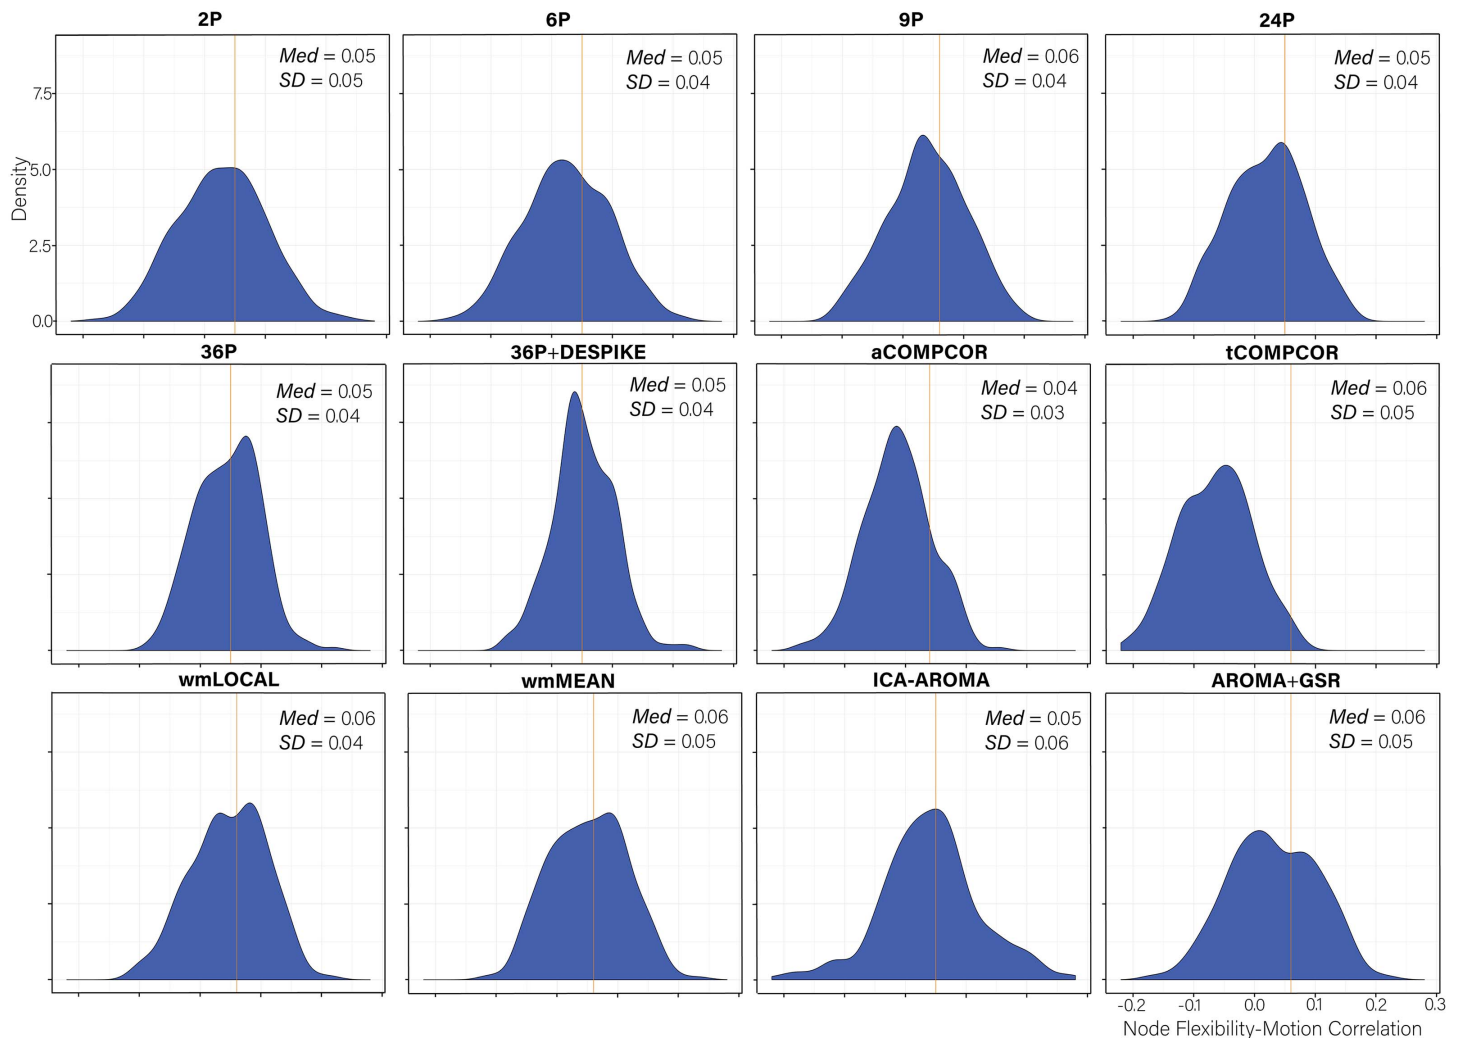 2P
6P
9P
24P
Med = 0.05
SD = 0.05
Med = 0.05
SD = 0.04
Med = 0.06
SD = 0.04
Med = 0.05
SD = 0.04
7.5
5.0
2.5
0.0
Density
36P
36P+DESPIKE
aCOMPCOR
tCOMPCOR
Med = 0.05
SD = 0.04
Med = 0.05
SD = 0.04
Med = 0.04
SD = 0.03
Med = 0.06
SD = 0.05
wmLOCAL
wmMEAN
ICA-AROMA
AROMA+GSR
Med = 0.06
SD = 0.04
Med = 0.06
SD = 0.05
Med = 0.05
SD = 0.06
Med = 0.06
SD = 0.05
-0.2 -0.1 0.0 0.1 0.2 0.3
Node Flexibility-Motion Correlation